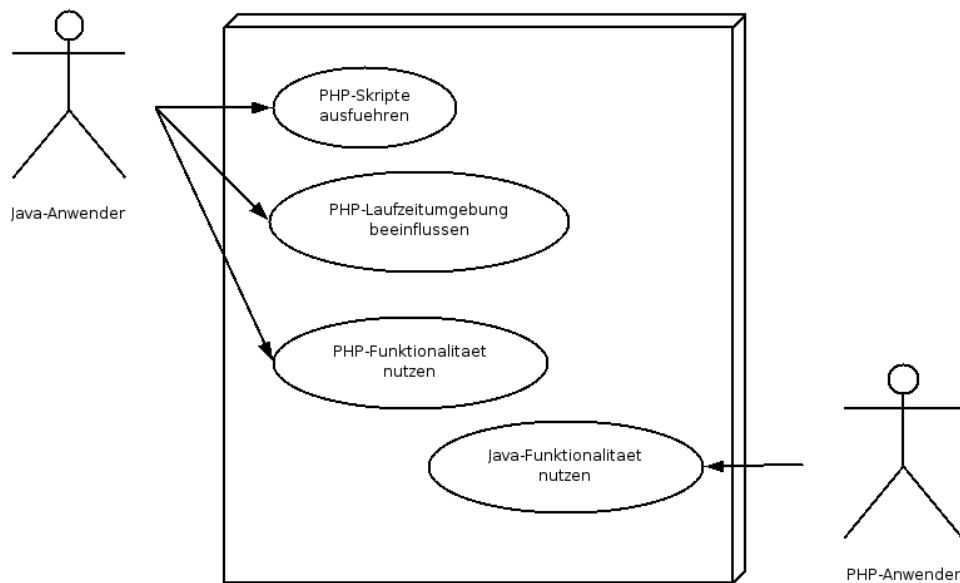 PHP-Skripte
ausfuehren
Java-Anwender
PHP-Laufzeitumgebung
beeinflussen
PHP-Funktionalitaet
nutzen
Java-Funktionalitaet
nutzen
PHP-Anwender